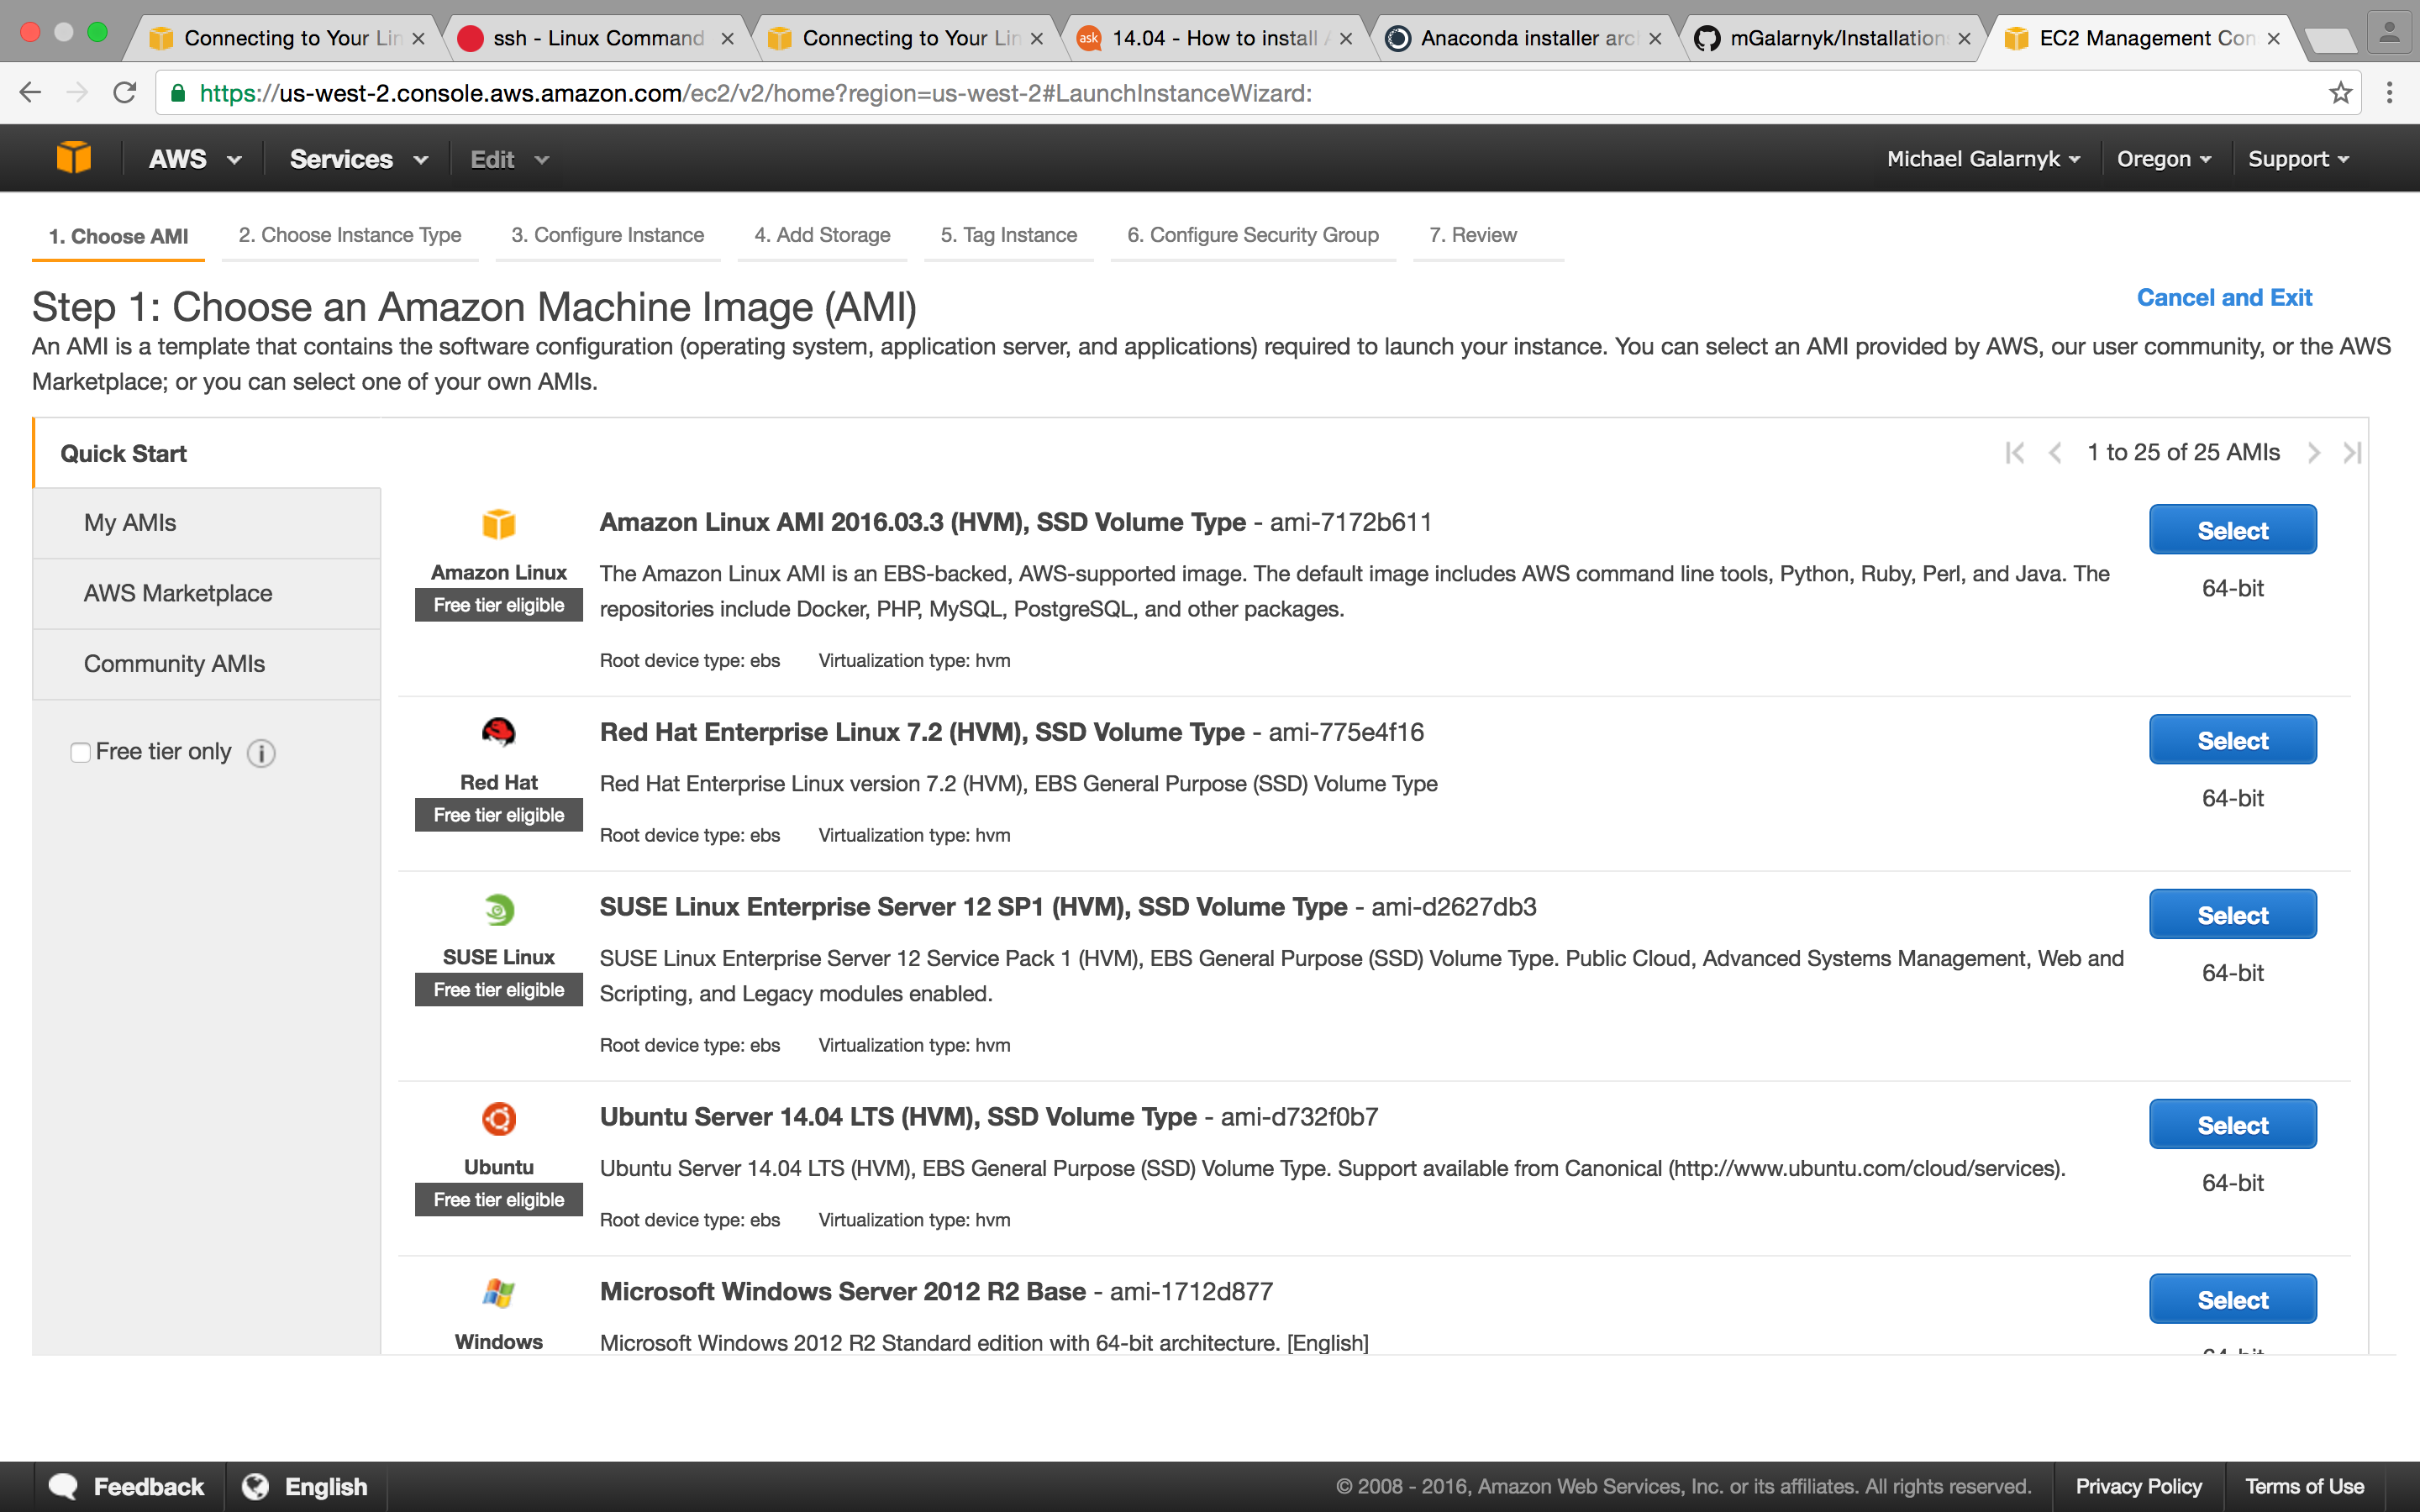 Connecting to Your Lin
ssh - Linux Command
Connecting to Your Lin
ask
14.04 - How to install
Anaconda installer arc
mGalarnyk/Installation
EC2 Management Con
https://us-west-2.console.aws.amazon.com/ec2/v2/home?region=us-west-2#LaunchInstanceWizard:
AWS
Services
Edit
Michael Galarnyk
Oregon
Support
1. Choose AMI
2. Choose Instance Type
3. Configure Instance
4. Add Storage
5. Tag Instance
6. Configure Security Group
7. Review
Step 1: Choose an Amazon Machine Image (AMI)
Cancel and Exit
An AMI is a template that contains the software configuration (operating system, application server, and applications) required to launch your instance. You can select an AMI provided by AWS, our user community, or the AWS
Marketplace; or you can select one of your own AMIs.
Quick Start
My AMIs
AWS Marketplace
Community AMIs
Free tier only
1 to 25 of 25 AMIs
Amazon Linux
Free tier eligible
Amazon Linux AMI 2016.03.3 (HVM), SSD Volume Type - ami-7172b611
The Amazon Linux AMI is an EBS-backed, AWS-supported image. The default image includes AWS command line tools, Python, Ruby, Perl, and Java. The
repositories include Docker, PHP, MySQL, PostgreSQL, and other packages.
Root device type: ebs
Virtualization type: hvm
Select
64-bit
Red Hat
Free tier eligible
Red Hat Enterprise Linux 7.2 (HVM), SSD Volume Type - ami-775e4f16
Red Hat Enterprise Linux version 7.2 (HVM), EBS General Purpose (SSD) Volume Type
Root device type: ebs
Virtualization type: hvm
Select
64-bit
SUSE Linux
Free tier eligible
SUSE Linux Enterprise Server 12 SP1 (HVM), SSD Volume Type - ami-d2627db3
SUSE Linux Enterprise Server 12 Service Pack 1 (HVM), EBS General Purpose (SSD) Volume Type. Public Cloud, Advanced Systems Management, Web and
Scripting, and Legacy modules enabled.
Root device type: ebs
Virtualization type: hvm
Select
64-bit
Ubuntu
Free tier eligible
Ubuntu Server 14.04 LTS (HVM), SSD Volume Type - ami-d732f0b7
Ubuntu Server 14.04 LTS (HVM), EBS General Purpose (SSD) Volume Type. Support available from Canonical (http://www.ubuntu.com/cloud/services).
Root device type: ebs
Virtualization type: hvm
Select
64-bit
Windows
Microsoft Windows Server 2012 R2 Base - ami-1712d877
Microsoft Windows 2012 R2 Standard edition with 64-bit architecture. [English]
Select
Feedback
English
© 2008 - 2016, Amazon Web Services, Inc. or its affiliates. All rights reserved.
Privacy Policy
Terms of Use